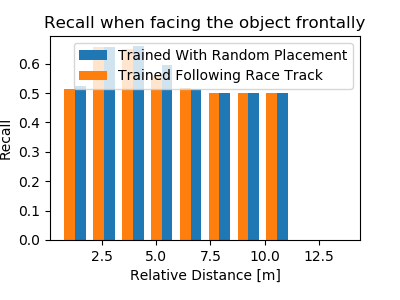 Recall when facing the object frontally
Trained With Random Placement
Trained Following Race Track
Recall
0.6
0.5
0.4
0.3
0.2
0.1
0.0
2.5 5.0 7.5 10.0 12.5
Relative Distance [m]